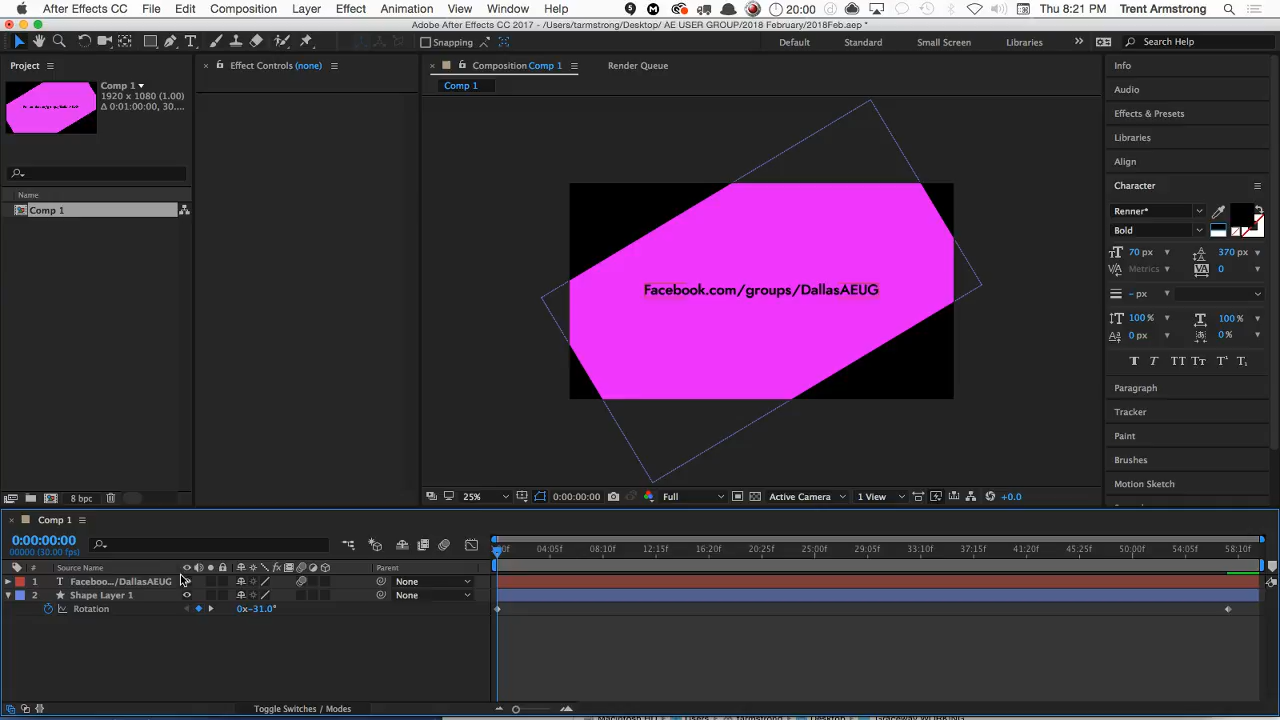 After Effects CC File Edit Composition Layer Effect Animation View Window Help 20:00 Thu 8:21 PM Trent Armstrong
Adobe After Effects CC 2017 - /Users/tarmstrong/Desktop/ AE USER GROUP/2018 February/2018Feb.aep *
Snapping Default Standard Small Screen Libraries Search Help
Project
Comp 1
1920 x 1080 (1.00)
Δ 0:01:00:00, 30....
Name
Comp 1
8 bpc
Effect Controls (none)
Composition Comp 1 Render Queue
Comp 1
Facebook.com/groups/DallasAEUG
25% 0:00:00:00 Full Active Camera 1 View +0.0
Info
Audio
Effects & Presets
Libraries
Align
Character
Renner*
Bold
70 px 370 px
Metrics 0
- px
100 % 100 %
0 px 0 %
T T TT Tт T¹ T₁
Paragraph
Tracker
Paint
Brushes
Motion Sketch
Comp 1
0:00:00:00
00000 (30.00 fps)
:00f 04:05f 08:10f 12:15f 16:20f 20:25f 25:00f 29:05f 33:10f 37:15f 41:20f 45:25f 50:00f 54:05f 58:10f
# Source Name fx Parent
1 T Faceboo.../DallasAEUG None
2 Shape Layer 1 None
Rotation 0x-31.0°
Toggle Switches / Modes